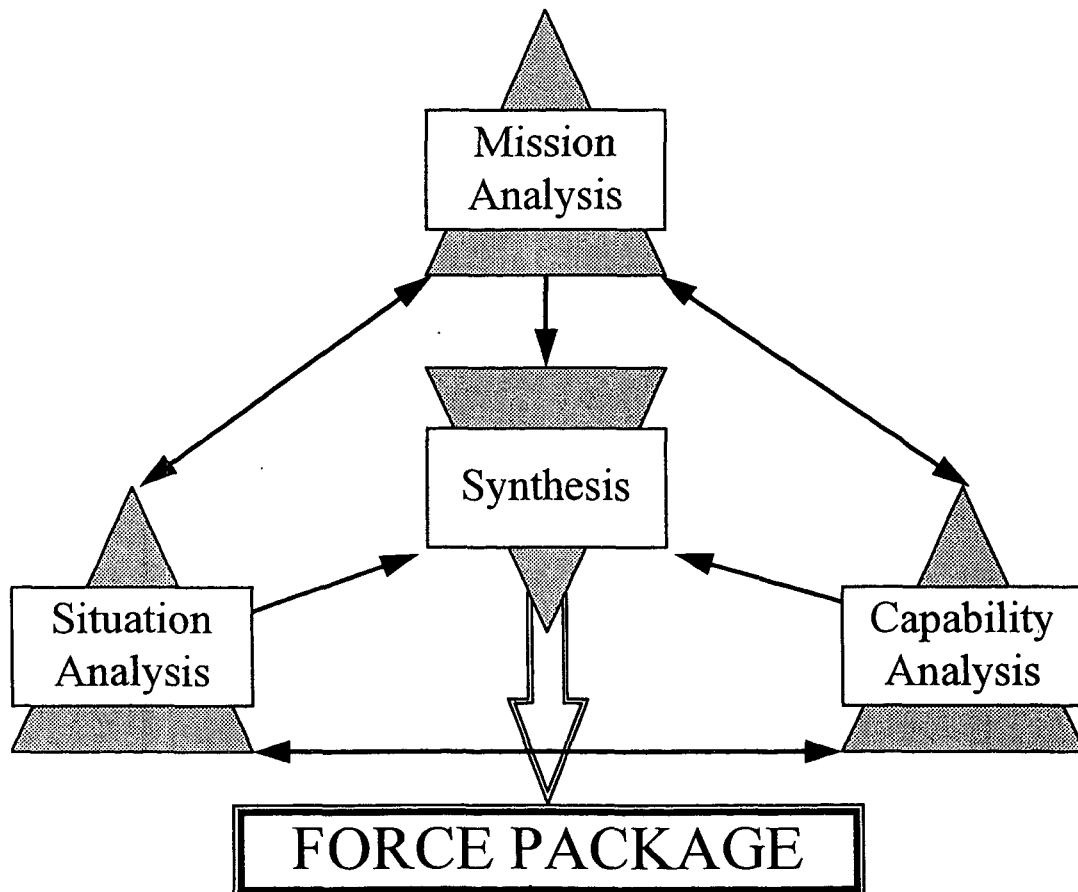 Mission
Analysis
Synthesis
Situation
Analysis
Capability
Analysis
FORCE PACKAGE